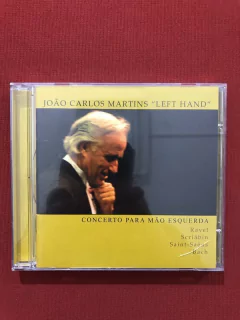 JOÃO CARLOS MARTINS "LEFT HAND"
CONCERTO PARA MÃO ESQUERDA
Ravel
Scriabin
Saint-Saëns
Bach